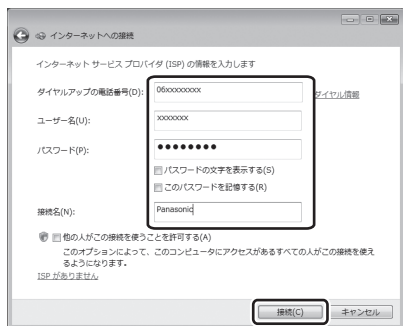 インターネットへの接続
インターネット サービス プロバイダ (ISP) の情報を入力します
ダイヤルアップの電話番号(D):
06xxxxxxxx
ダイヤル情報
ユーザー名(U):
xxxxxxx
パスワード(P):
●●●●●●●●
パスワードの文字を表示する(S)
このパスワードを記憶する(R)
接続名(N):
Panasonic
他の人がこの接続を使うことを許可する(A)
このオプションによって、このコンピュータにアクセスがあるすべての人がこの接続を使え
るようになります。
ISP がありません
接続(C)
キャンセル